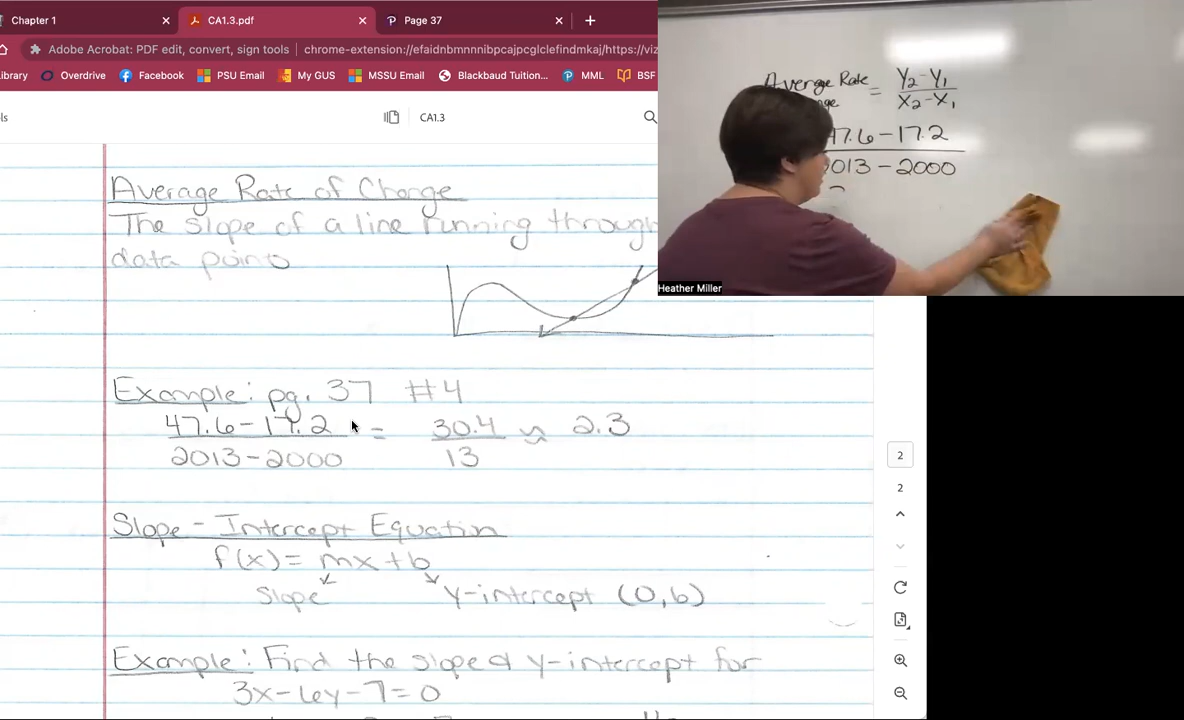 Chapter 1
CA1.3.pdf
Page 37
Adobe Acrobat: PDF edit, convert, sign tools
chrome-extension://efaidnbmnnnibpcajpcglclefindmkaj/https://viz
Library
Overdrive
Facebook
PSU Email
My GUS
MSSU Email
Blackbaud Tuition...
MML
BSF
CA1.3
Average Rate = Y2-Y1
X2-X1
47.6-17.2
2013-2000
Heather Miller
Average Rate of Change
The slope of a line running through
data points
Example: pg. 37 #4
47.6-17.2 = 30.4 ≈ 2.3
2013-2000 13
Slope-Intercept Equation
f(x)= mx+b
Slope Y-intercept (0,b)
Example: Find the slope & y-intercept for
3x-6y-7=0
2
2